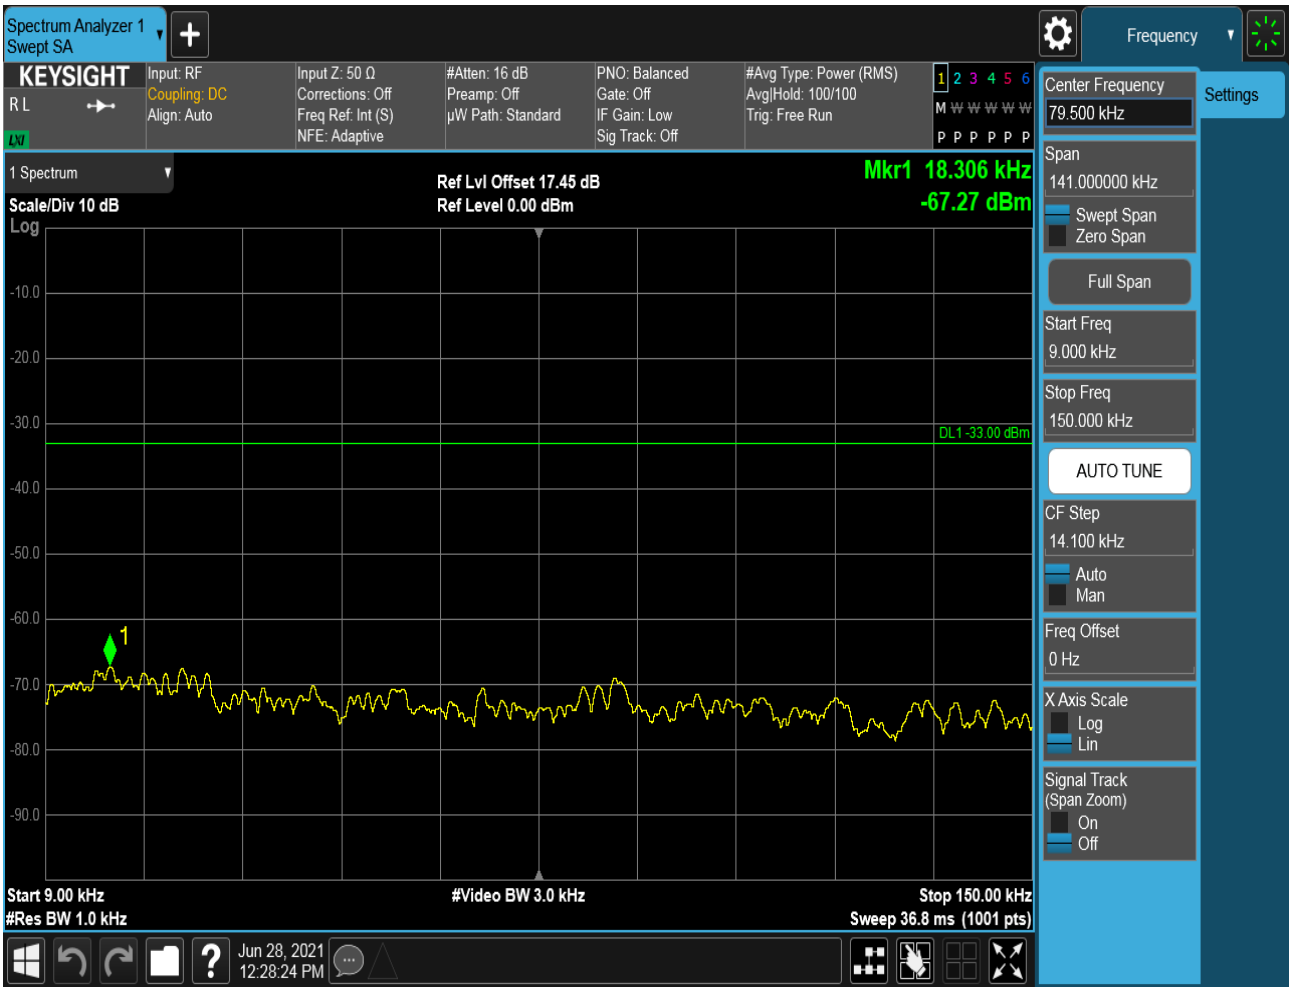 Spectrum Analyzer 1
Swept SA
+
Frequency
KEYSIGHT
R L
LXI
Input: RF
Coupling: DC
Align: Auto
Input Z: 50 Ω
Corrections: Off
Freq Ref: Int (S)
NFE: Adaptive
#Atten: 16 dB
Preamp: Off
µW Path: Standard
PNO: Balanced
Gate: Off
IF Gain: Low
Sig Track: Off
#Avg Type: Power (RMS)
Avg|Hold: 100/100
Trig: Free Run
1 2 3 4 5 6
M W W W W W
P P P P P P
1 Spectrum
Scale/Div 10 dB
Log
Ref Lvl Offset 17.45 dB
Ref Level 0.00 dBm
Mkr1 18.306 kHz
-67.27 dBm
-10.0
-20.0
-30.0
DL1 -33.00 dBm
-40.0
-50.0
-60.0
1
-70.0
-80.0
-90.0
Start 9.00 kHz
#Res BW 1.0 kHz
#Video BW 3.0 kHz
Stop 150.00 kHz
Sweep 36.8 ms (1001 pts)
Jun 28, 2021
12:28:24 PM
?
Settings
Center Frequency
79.500 kHz
Span
141.000000 kHz
Swept Span
Zero Span
Full Span
Start Freq
9.000 kHz
Stop Freq
150.000 kHz
AUTO TUNE
CF Step
14.100 kHz
Auto
Man
Freq Offset
0 Hz
X Axis Scale
Log
Lin
Signal Track
(Span Zoom)
On
Off